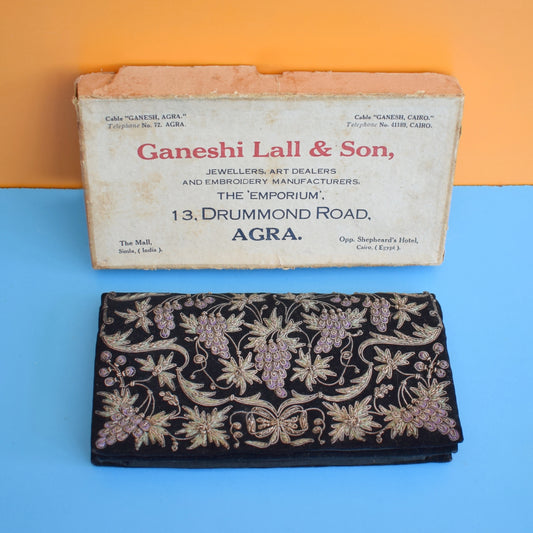 Cable "GANESH, AGRA."
Telephone No. 72. AGRA.
Cable "GANESH, CAIRO."
Telephone No. 41189, CAIRO.
Ganeshi Lall & Son,
JEWELLERS, ART DEALERS
AND EMBROIDERY MANUFACTURERS.
THE 'EMPORIUM',
13, DRUMMOND ROAD,
AGRA.
The Mall,
Simla, ( India ).
Opp. Shepheard's Hotel,
Cairo, ( Egypt ).